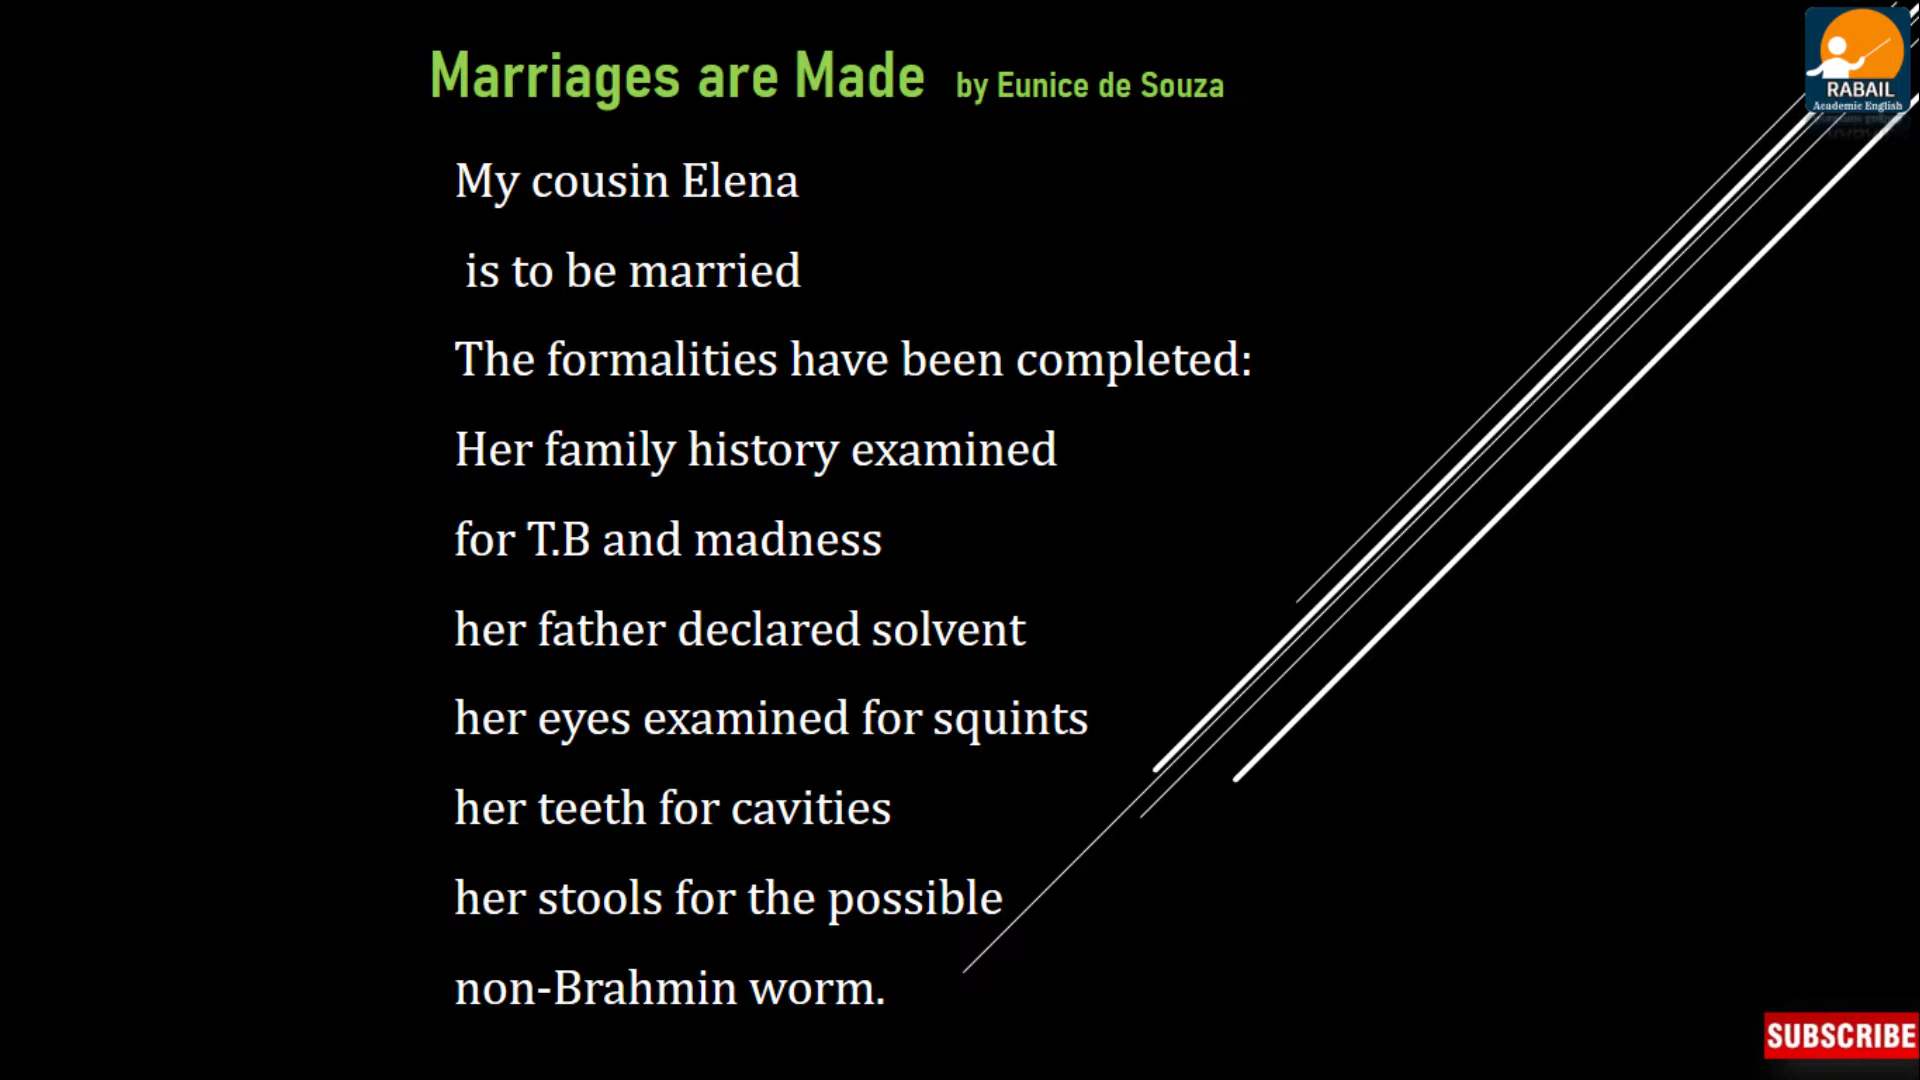 Marriages are Made by Eunice de Souza
RABAIL
Academic English
My cousin Elena
is to be married
The formalities have been completed:
Her family history examined
for T.B and madness
her father declared solvent
her eyes examined for squints
her teeth for cavities
her stools for the possible
non-Brahmin worm.
SUBSCRIBE